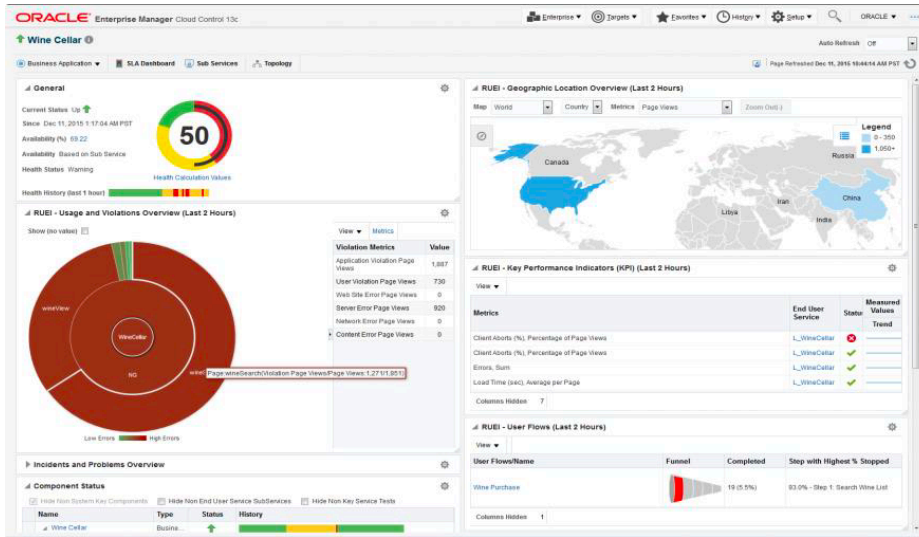 ORACLE Enterprise Manager Cloud Control 13c
Enterprise Targets Favorites History Setup ORACLE
Wine Cellar
Auto Refresh Off
Business Application SLA Dashboard Sub Services Topology
Page Refreshed Dec 11, 2015 10:44:14 AM PST
General
Current Status Up
Since Dec 11, 2015 1:17:04 AM PST
Availability (%) 69.22
Availability Based on Sub Service
Health Status Warning
50
Health Calculation Values
Health History (last 1 hour)
RUEI - Usage and Violations Overview (Last 2 Hours)
Show (no value)
View Metrics
Violation Metrics Value
Application Violation Page Views 1,887
User Violation Page Views 730
Web Site Error Page Views 0
Server Error Page Views 920
Network Error Page Views 0
Content Error Page Views 0
wineView
WineCellar
NG
Page:wineSearch(Violation Page Views/Page Views:1,271/1,851)
Low Errors High Errors
Incidents and Problems Overview
Component Status
Hide Non System Key Components Hide Non End User Service SubServices Hide Non Key Service Tests
Name Type Status History
Wine Cellar Busine...
RUEI - Geographic Location Overview (Last 2 Hours)
Map World Country Metrics Page Views Zoom Out(-)
Legend
0 - 350
1,050+
Canada
Russia
Iran
China
Libya
India
RUEI - Key Performance Indicators (KPI) (Last 2 Hours)
View
Metrics End User Service Status Measured Values
Trend
Client Aborts (%), Percentage of Page Views L_WineCellar
Client Aborts (%), Percentage of Page Views L_WineCellar
Errors, Sum L_WineCellar
Load Time (sec), Average per Page L_WineCellar
Columns Hidden 7
RUEI - User Flows (Last 2 Hours)
View
User Flows/Name Funnel Completed Step with Highest % Stopped
Wine Purchase 19 (5.5%) 83.0% - Step 1: Search Wine List
Columns Hidden 1